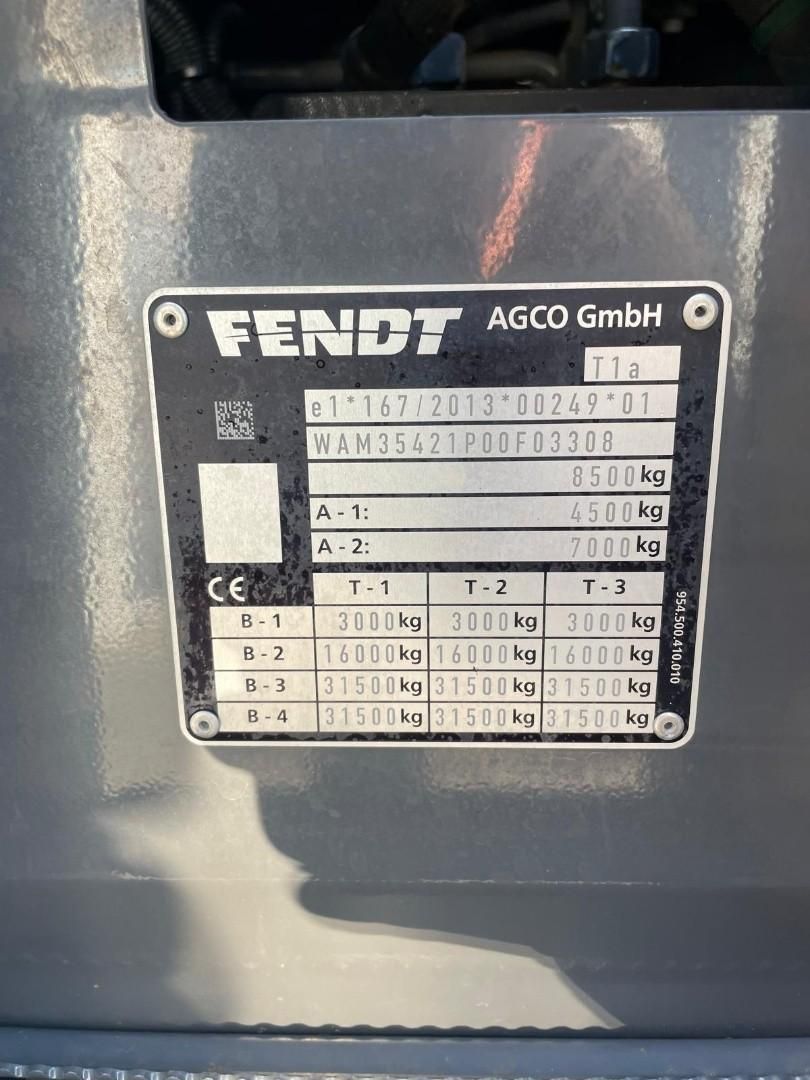 FENDT AGCO GmbH
T1a
e1*167/2013*00249*01
WAM35421P00F03308
8500kg
A-1: 4500kg
A-2: 7000kg
CE T-1 T-2 T-3
B-1 3000kg 3000kg 3000kg
B-2 16000kg 16000kg 16000kg
B-3 31500kg 31500kg 31500kg
B-4 31500kg 31500kg 31500kg
954.500.410.010